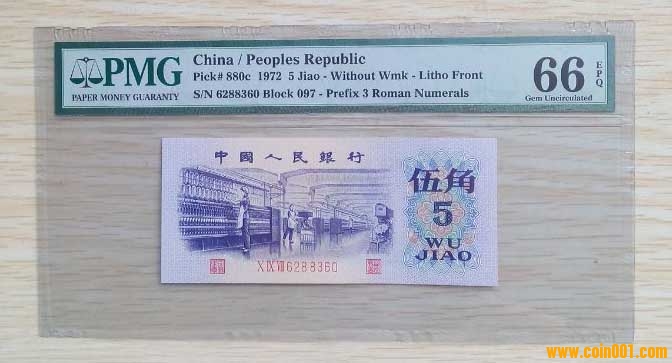 PMG
PAPER MONEY GUARANTY
China / Peoples Republic
Pick# 880c 1972 5 Jiao - Without Wmk - Litho Front
S/N 6288360 Block 097 - Prefix 3 Roman Numerals
66 EPQ
Gem Uncirculated
中國人民銀行
伍角
5
WU
JIAO
X IX VII 6288360
www.coin001.com